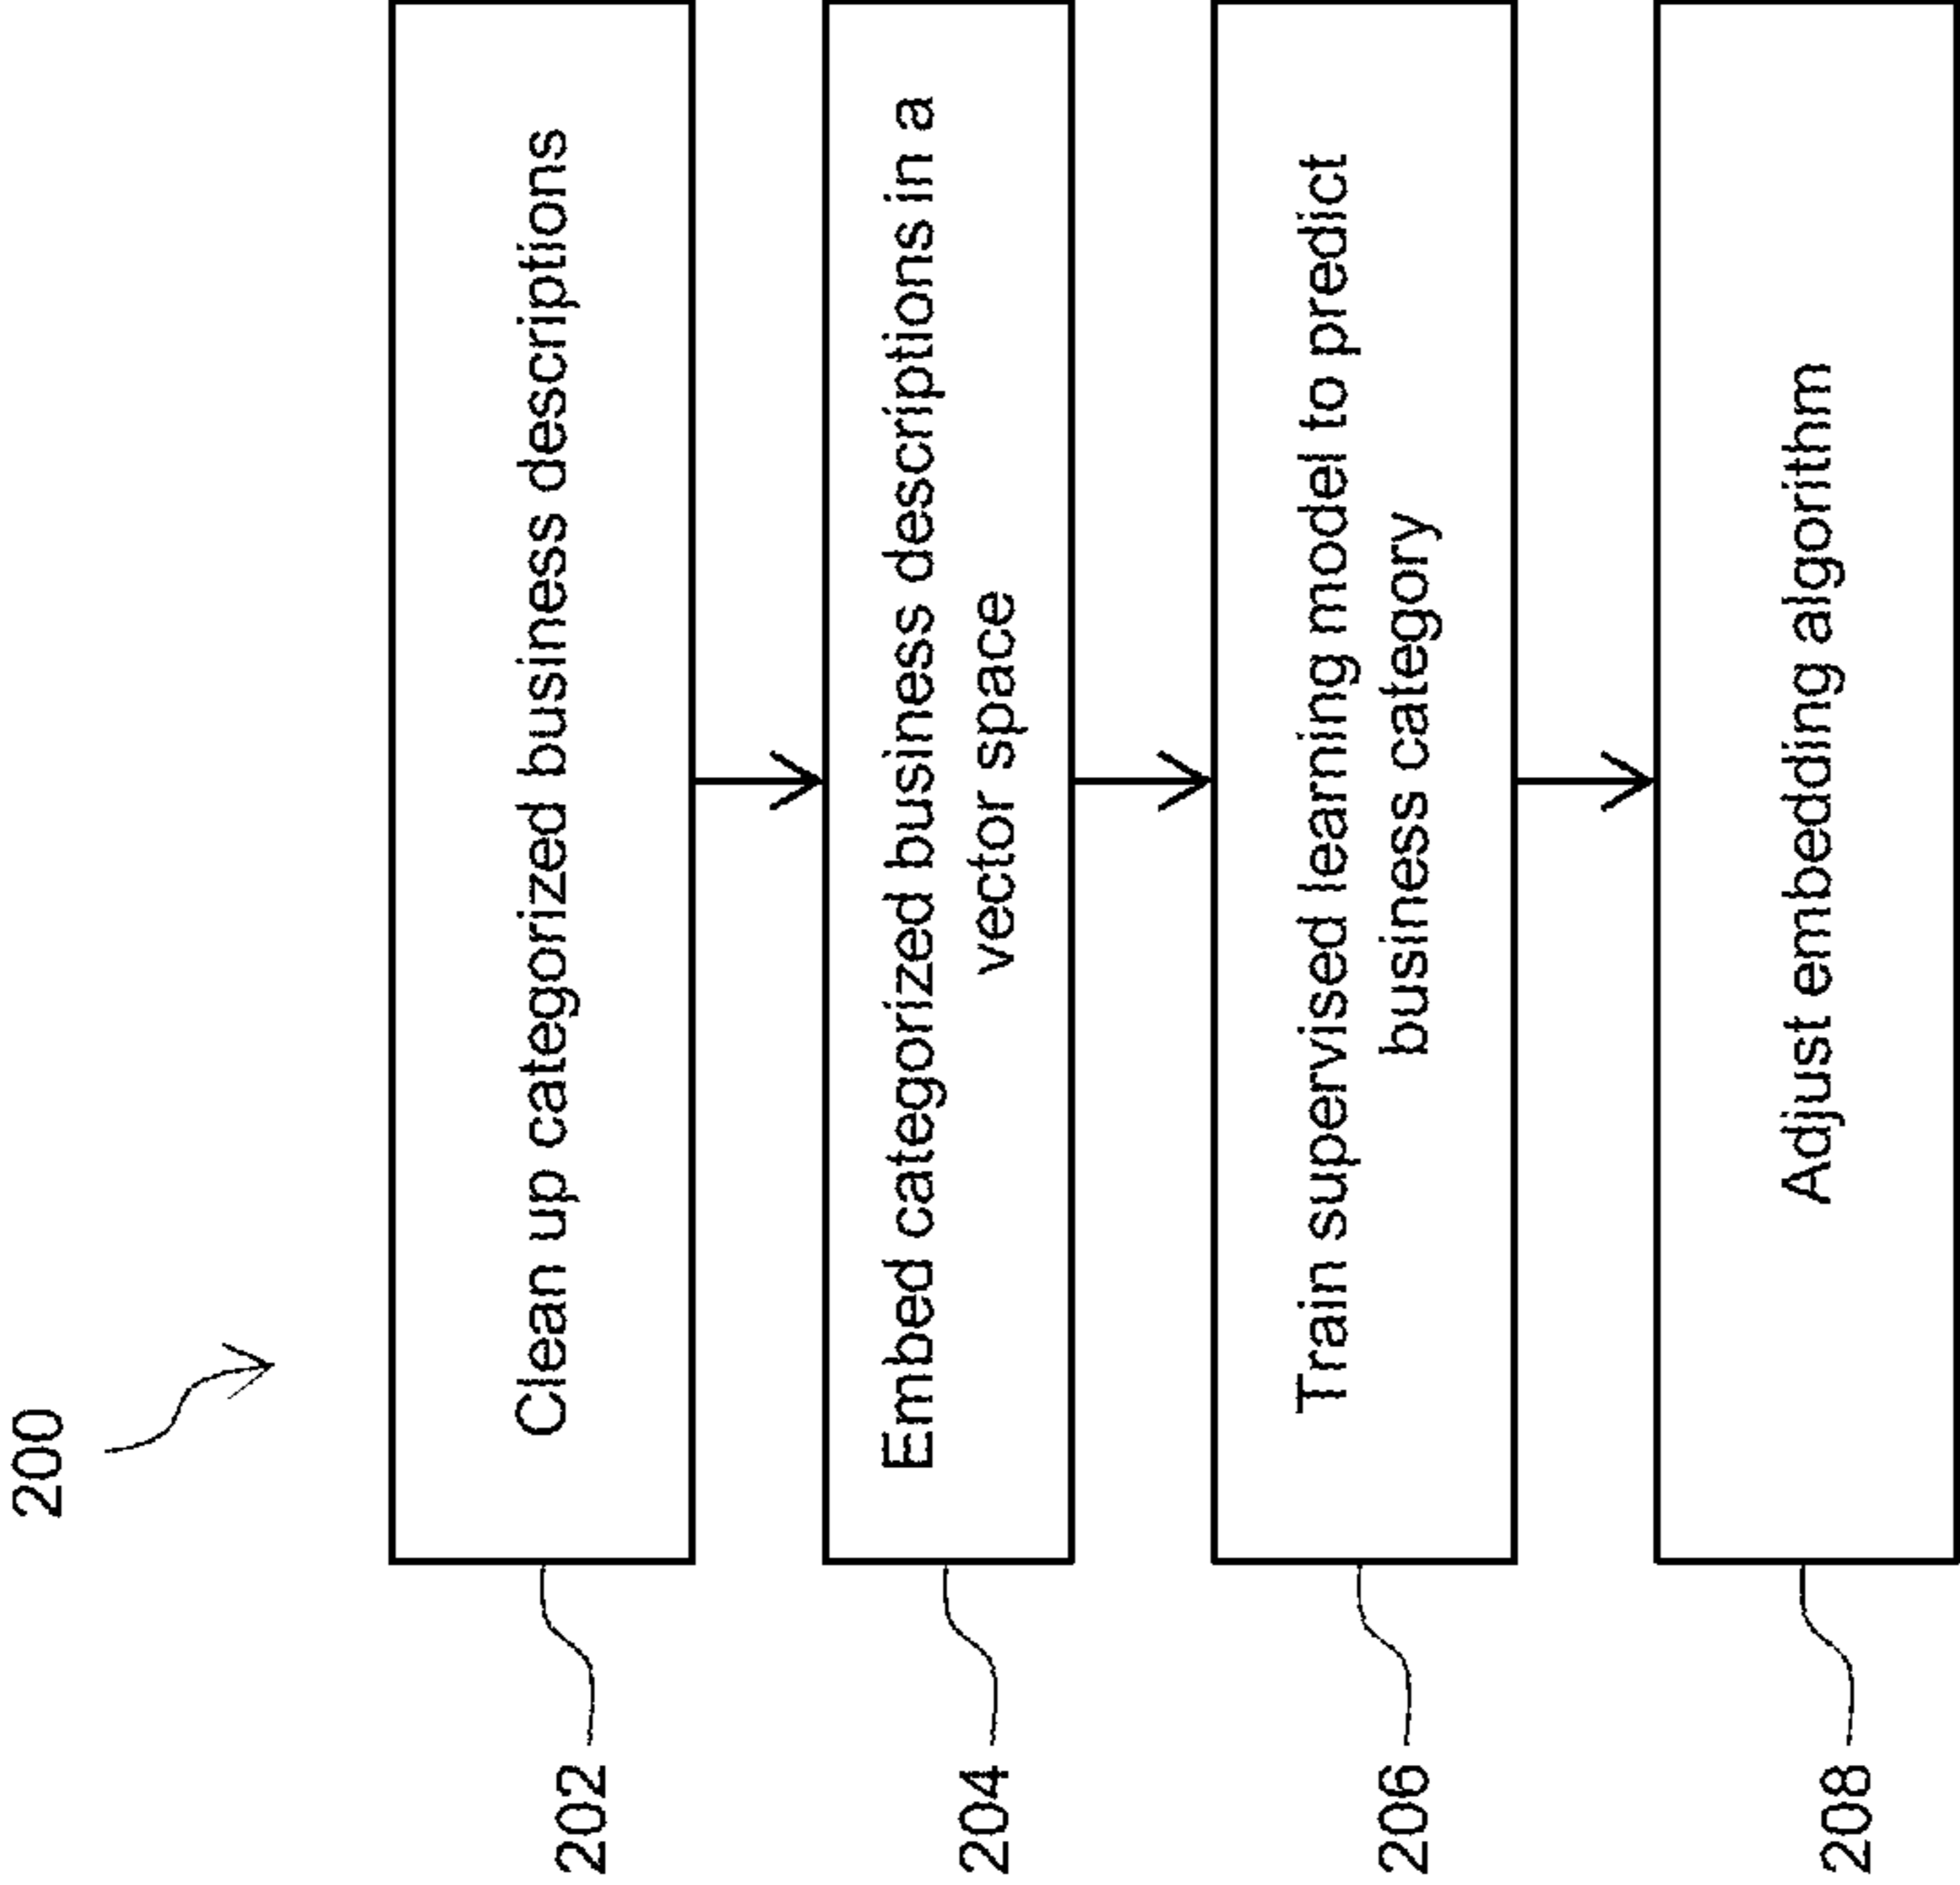 200
202
Clean up categorized business descriptions
204
Embed categorized business descriptions in a
vector space
206
Train supervised learning model to predict
business category
208
Adjust embedding algorithm